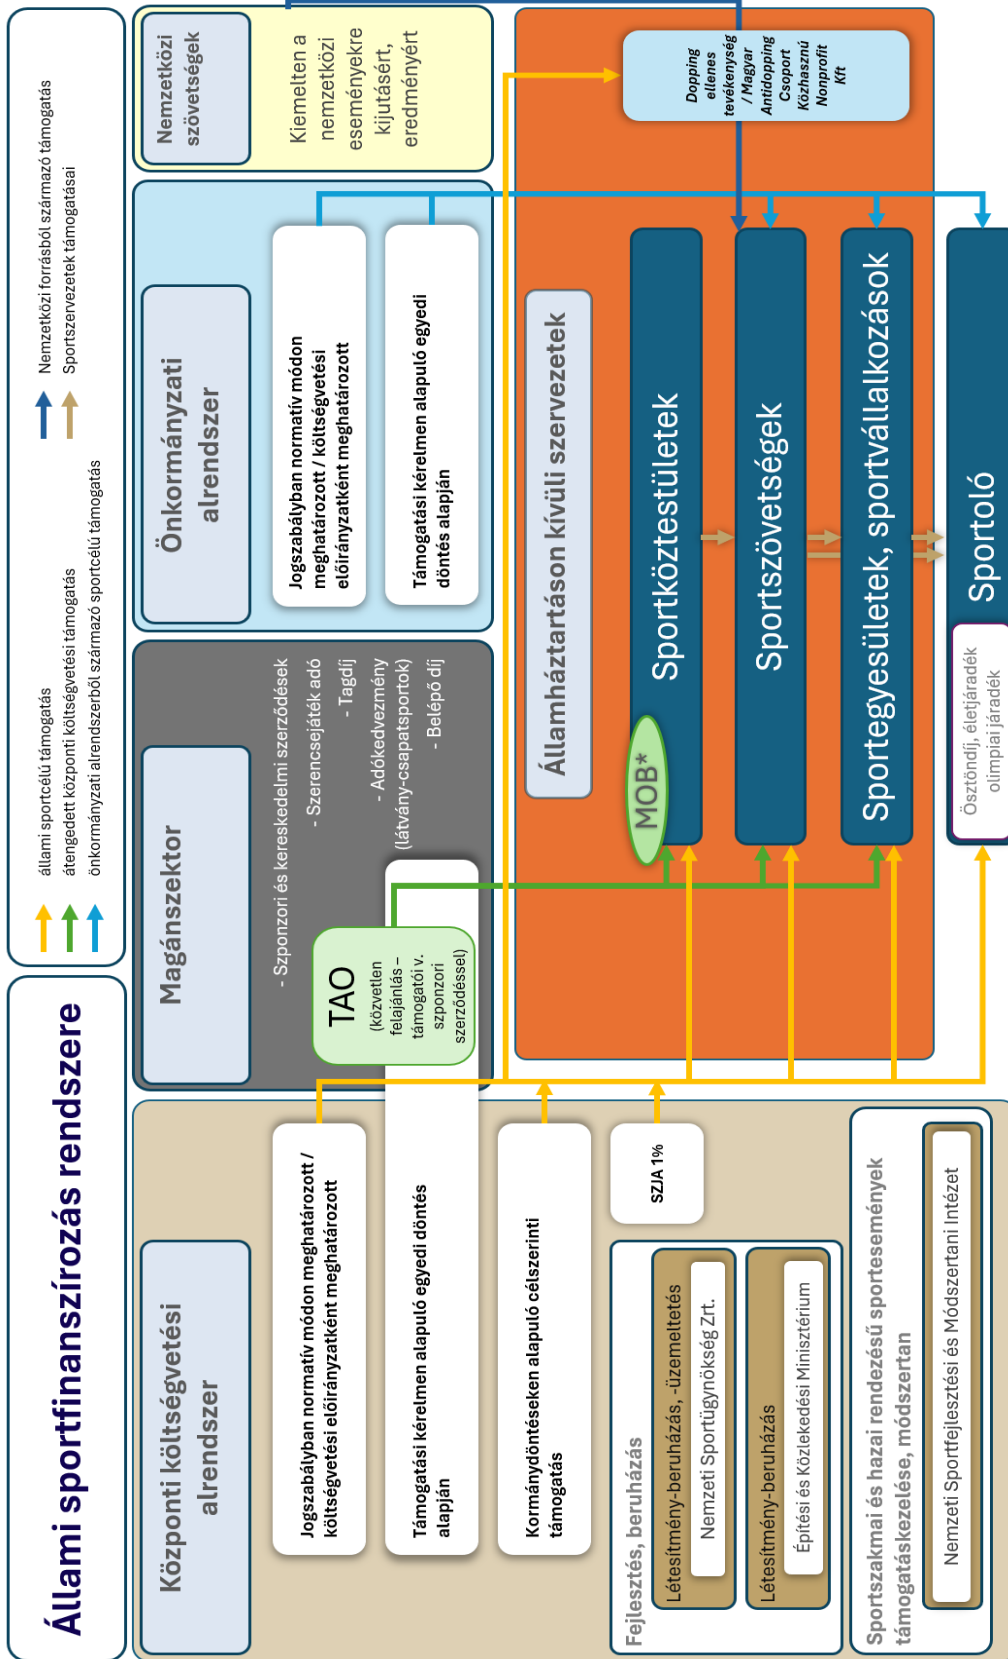 Állami sportfinanszírozás rendszere
állami sportcélú támogatás
átengedett központi költségvetési támogatás
önkormányzati alrendszerből származó sportcélú támogatás
Nemzetközi forrásból származó támogatás
Sportszervezetek támogatásai
Központi költségvetési
alrendszer
Jogszabályban normatív módon meghatározott /
költségvetési előirányzatként meghatározott
Támogatási kérelmen alapuló egyedi döntés
alapján
Kormánydöntéseken alapuló célszerinti
támogatás
SZJA 1%
Fejlesztés, beruházás
Létesítmény-beruházás, -üzemeltetés
Nemzeti Sportügynökség Zrt.
Létesítmény-beruházás
Építési és Közlekedési Minisztérium
Sportszakmai és hazai rendezésű sportesemények
támogatáskezelése, módszertan
Nemzeti Sportfejlesztési és Módszertani Intézet
Magánszektor
- Szponzori és kereskedelmi szerződések
- Szerencsejáték adó
- Tagdíj
- Adókedvezmény
(látvány-csapatsportok)
- Belépő díj
TAO
(közvetlen
felajánlás –
támogatói v.
szponzori
szerződéssel)
Önkormányzati
alrendszer
Jogszabályban normatív módon
meghatározott / költségvetési
előirányzatként meghatározott
Támogatási kérelmen alapuló egyedi
döntés alapján
Nemzetközi
szövetségek
Kiemelten a
nemzetközi
eseményekre
kijutásért,
eredményért
Államháztartáson kívüli szervezetek
MOB*
Sportköztestületek
Sportszövetségek
Sportegyesületek, sportvállalkozások
Sportoló
Ösztöndíj, életjáradék
olimpiai járadék
Dopping
ellenes
tevékenység
/ Magyar
Antidopping
Csoport
Közhasznú
Nonprofit
Kft